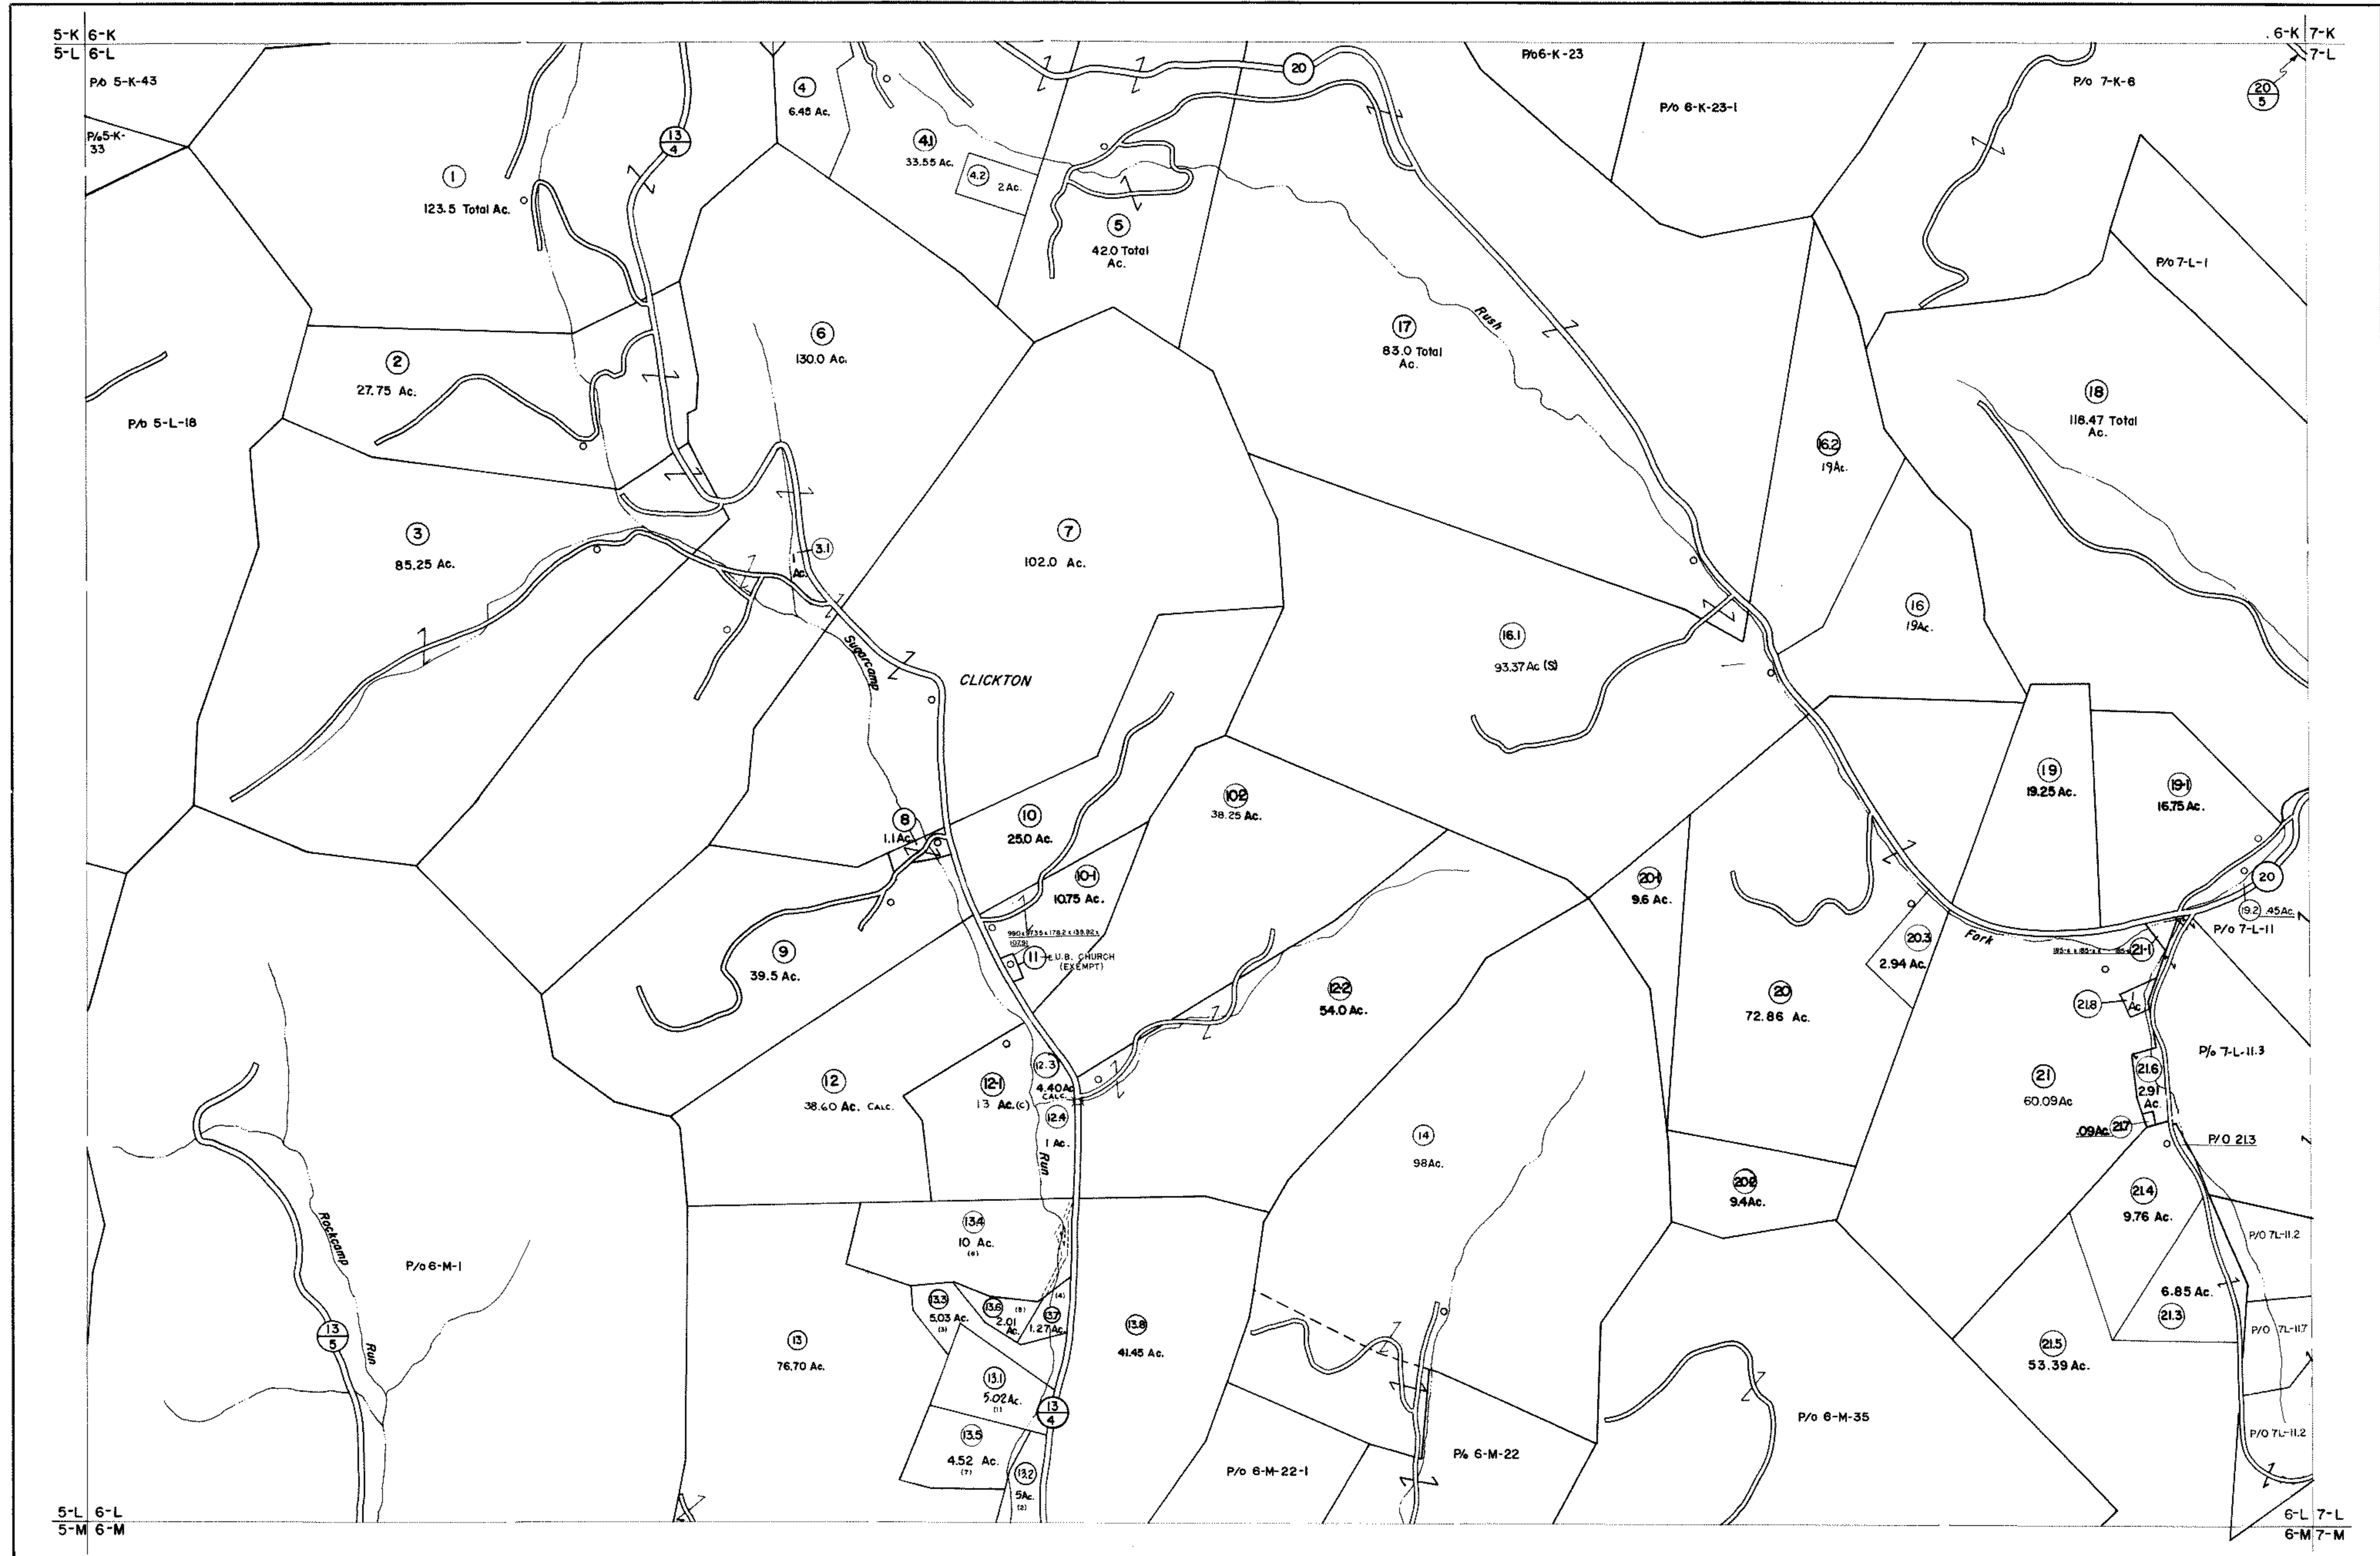 5-K 6-K
5-L 6-L
6-K 7-K
7-L
20
5
P/o 5-K-43
P/o 5-K-
33
1
123.5 Total Ac.
13
4
4
6.45 Ac.
4.1
33.55 Ac.
4.2
2 Ac.
5
42.0 Total
Ac.
20
P/o 6-K-23
P/o 6-K-23-1
P/o 7-K-6
P/o 7-L-1
2
27.75 Ac.
P/o 5-L-18
6
130.0 Ac.
17
83.0 Total
Ac.
Rush
16.2
19 Ac.
18
118.47 Total
Ac.
3
85.25 Ac.
3.1
1
Ac.
7
102.0 Ac.
Sugarcamp
CLICKTON
16.1
93.37 Ac (S)
16
19 Ac.
8
1.1 Ac.
10
25.0 Ac.
10-2
38.25 Ac.
10-1
10.75 Ac.
19
19.25 Ac.
19-1
16.75 Ac.
20
19.2
.45 Ac.
P/o 7-L-11
20-1
9.6 Ac.
20.3
2.94 Ac.
Fork
21-1
9
39.5 Ac.
11
U.B. CHURCH
(EXEMPT)
12-2
54.0 Ac.
20
72.86 Ac.
21.8
1
Ac
P/o 7-L-11.3
12
38.60 Ac. CALC.
12-1
13 Ac.(C)
12.3
4.40 Ac
CALC.
12.4
1 Ac.
Run
14
98 Ac.
21
60.09 Ac
21.6
2.91
Ac.
.09 Ac.
21.7
P/O 21.3
20-2
9.4 Ac.
21.4
9.76 Ac.
P/O 7L-11.2
6.85 Ac.
21.3
P/O 7L-11.7
21.5
53.39 Ac.
P/O 7L-11.2
Rockcamp
Run
P/o 6-M-1
13
5
13
76.70 Ac.
13.4
10 Ac.
(6)
13.3
5.03 Ac.
(3)
13.6
(5)
2.01
Ac.
13.7
(4)
1.27 Ac.
13.8
41.45 Ac.
13.1
5.02 Ac.
(1)
13
4
13.5
4.52 Ac.
(7)
13.2
5 Ac.
(2)
P/o 6-M-22-1
P/o 6-M-22
P/o 6-M-35
5-L 6-L
5-M 6-M
6-L 7-L
6-M 7-M